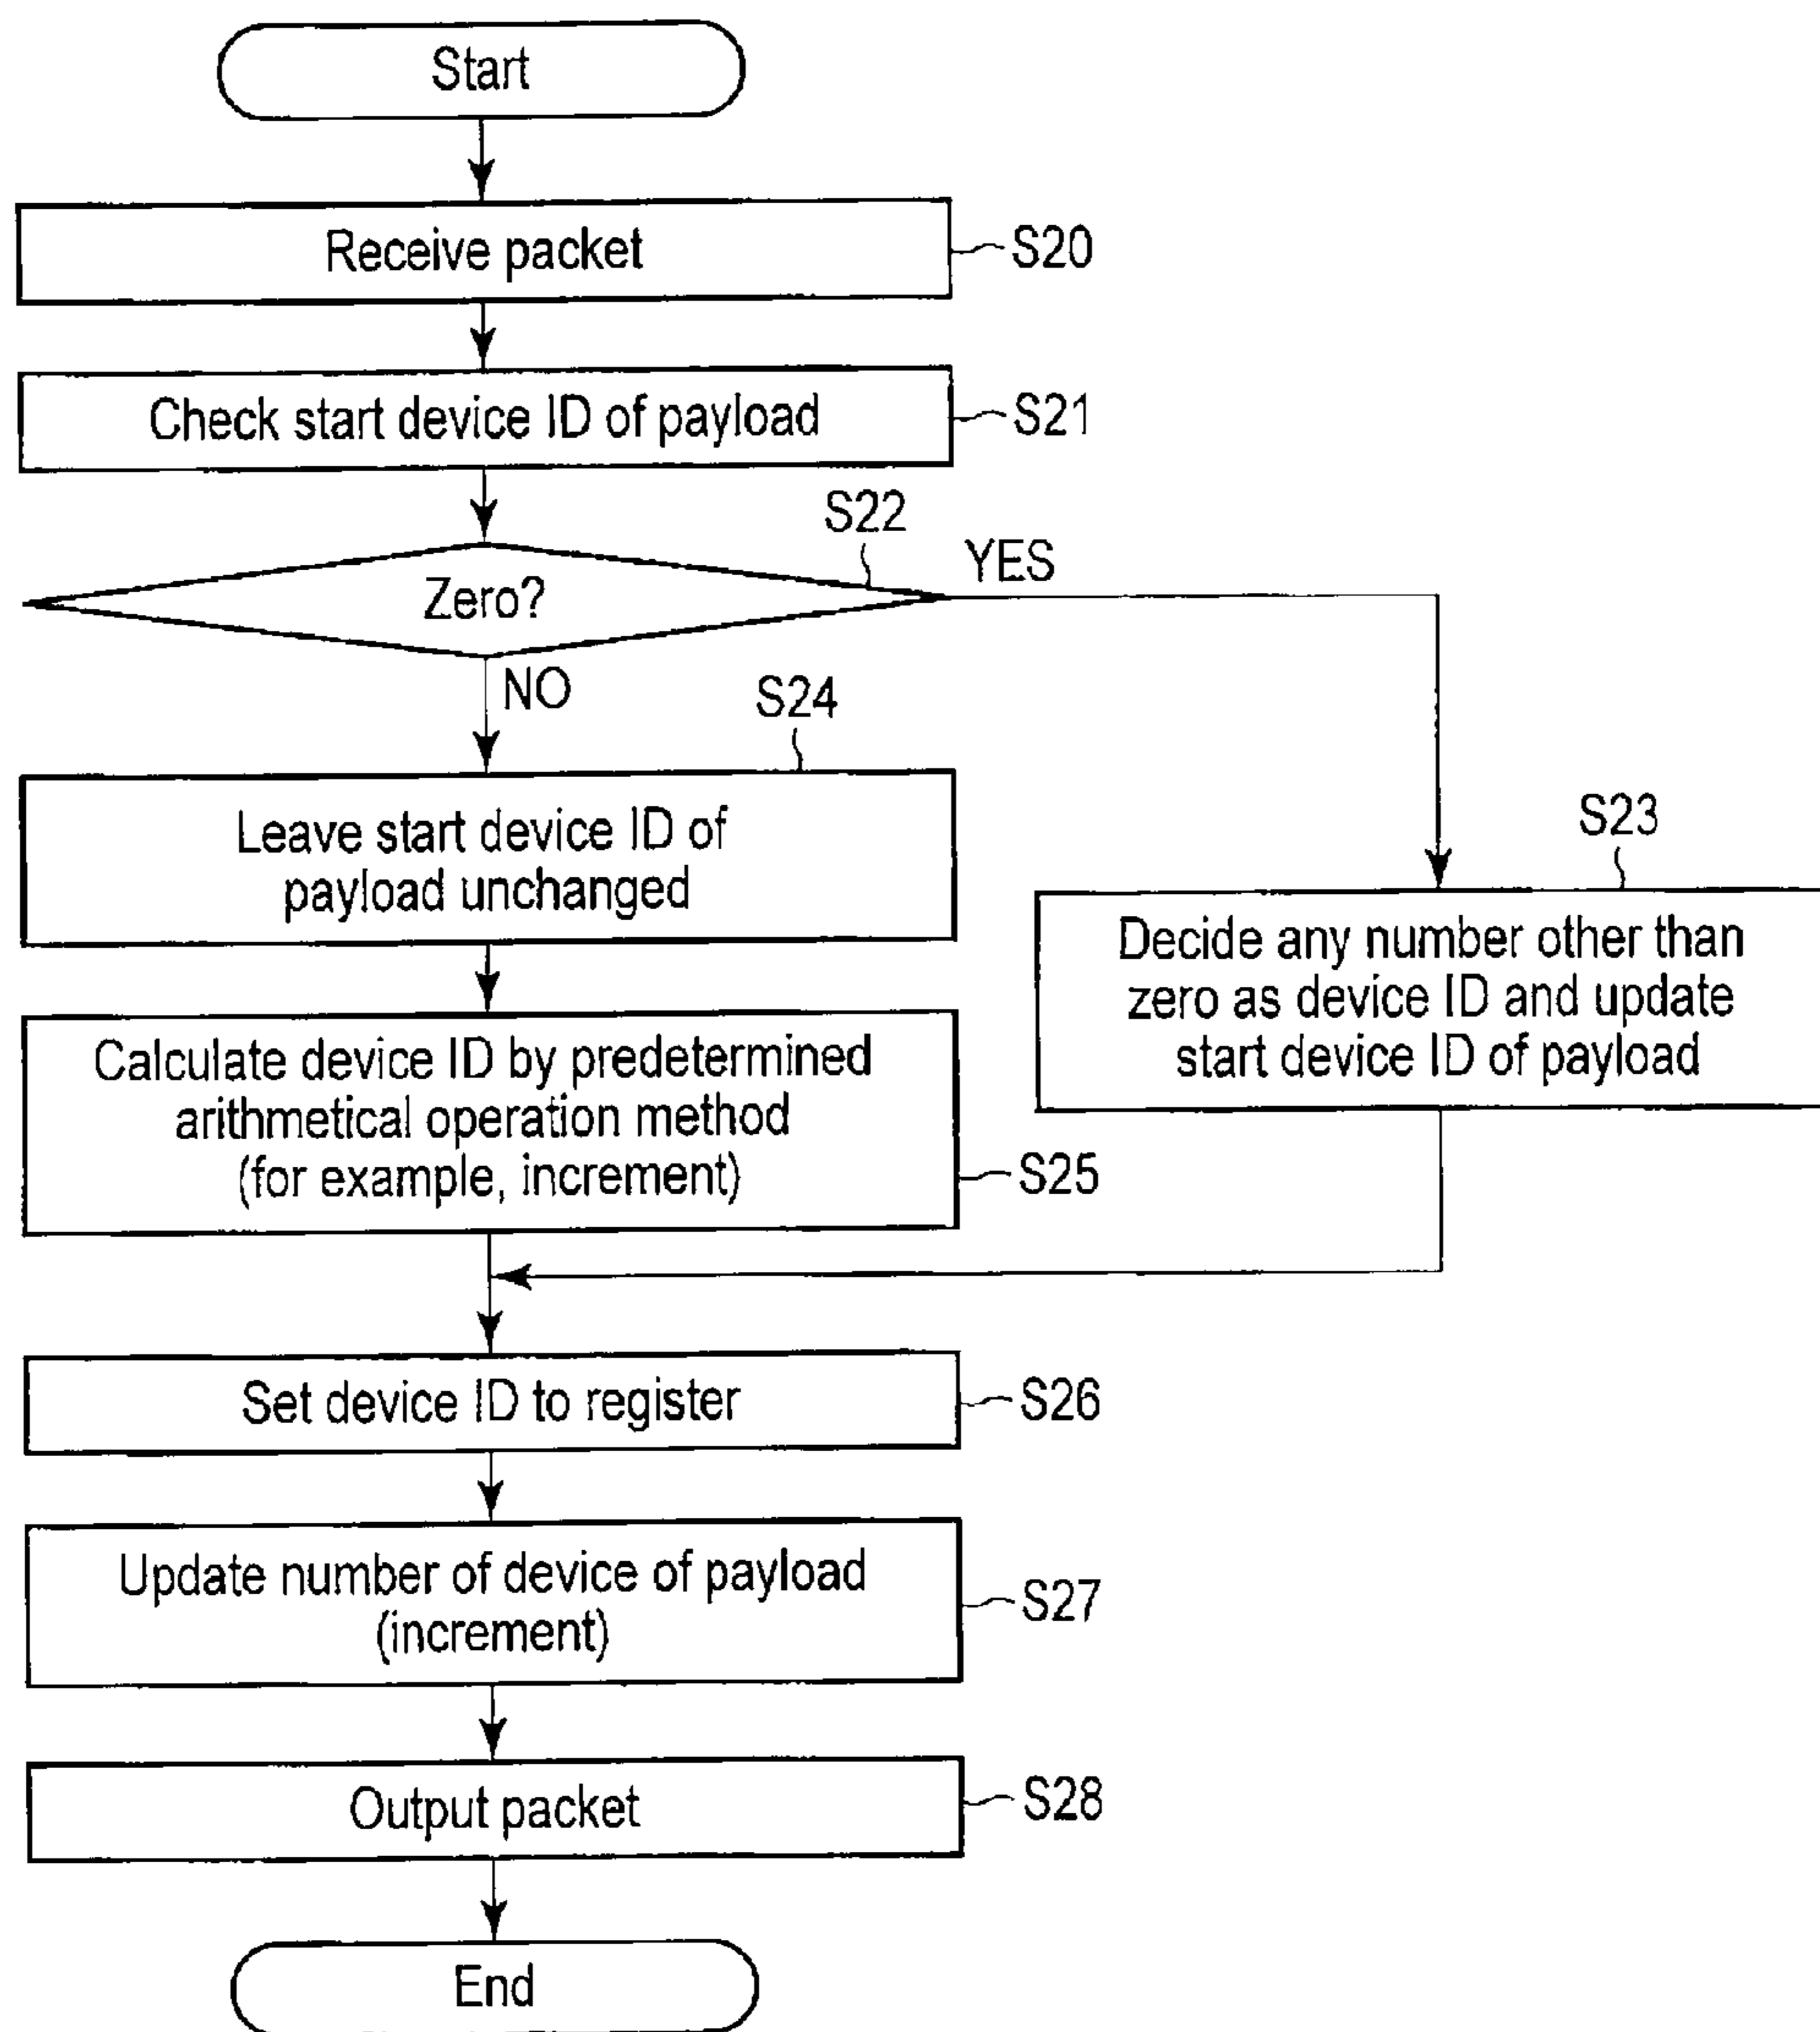 Start
Receive packet
S20
Check start device ID of payload
S21
S22
Zero?
YES
NO
S24
Leave start device ID of
payload unchanged
S23
Decide any number other than
zero as device ID and update
start device ID of payload
Calculate device ID by predetermined
arithmetical operation method
(for example, increment)
S25
Set device ID to register
S26
Update number of device of payload
(increment)
S27
Output packet
S28
End